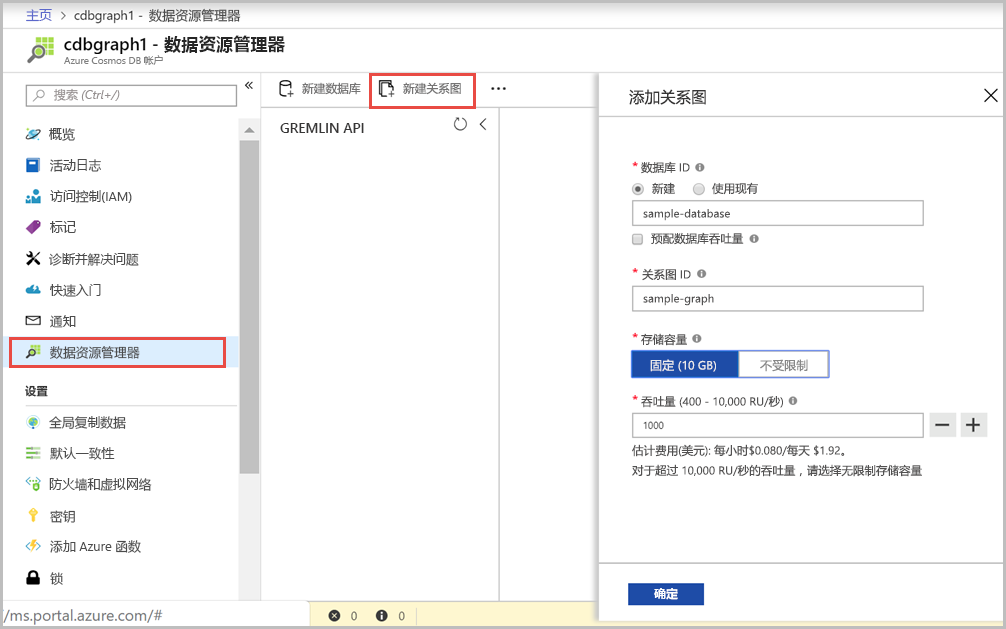 主页 > cdbgraph1 - 数据资源管理器
cdbgraph1 - 数据资源管理器
Azure Cosmos DB 帐户
搜索 (Ctrl+/)
«
概览
活动日志
访问控制(IAM)
标记
诊断并解决问题
快速入门
通知
数据资源管理器
设置
全局复制数据
默认一致性
防火墙和虚拟网络
密钥
添加 Azure 函数
锁
/ms.portal.azure.com/#
新建数据库
新建关系图
...
GREMLIN API
0
0
添加关系图
* 数据库 ID
新建 使用现有
sample-database
预配数据库吞吐量
* 关系图 ID
sample-graph
* 存储容量
固定 (10 GB) 不受限制
* 吞吐量 (400 - 10,000 RU/秒)
1000
估计费用(美元): 每小时$0.080/每天 $1.92。
对于超过 10,000 RU/秒的吞吐量，请选择无限制存储容量
确定